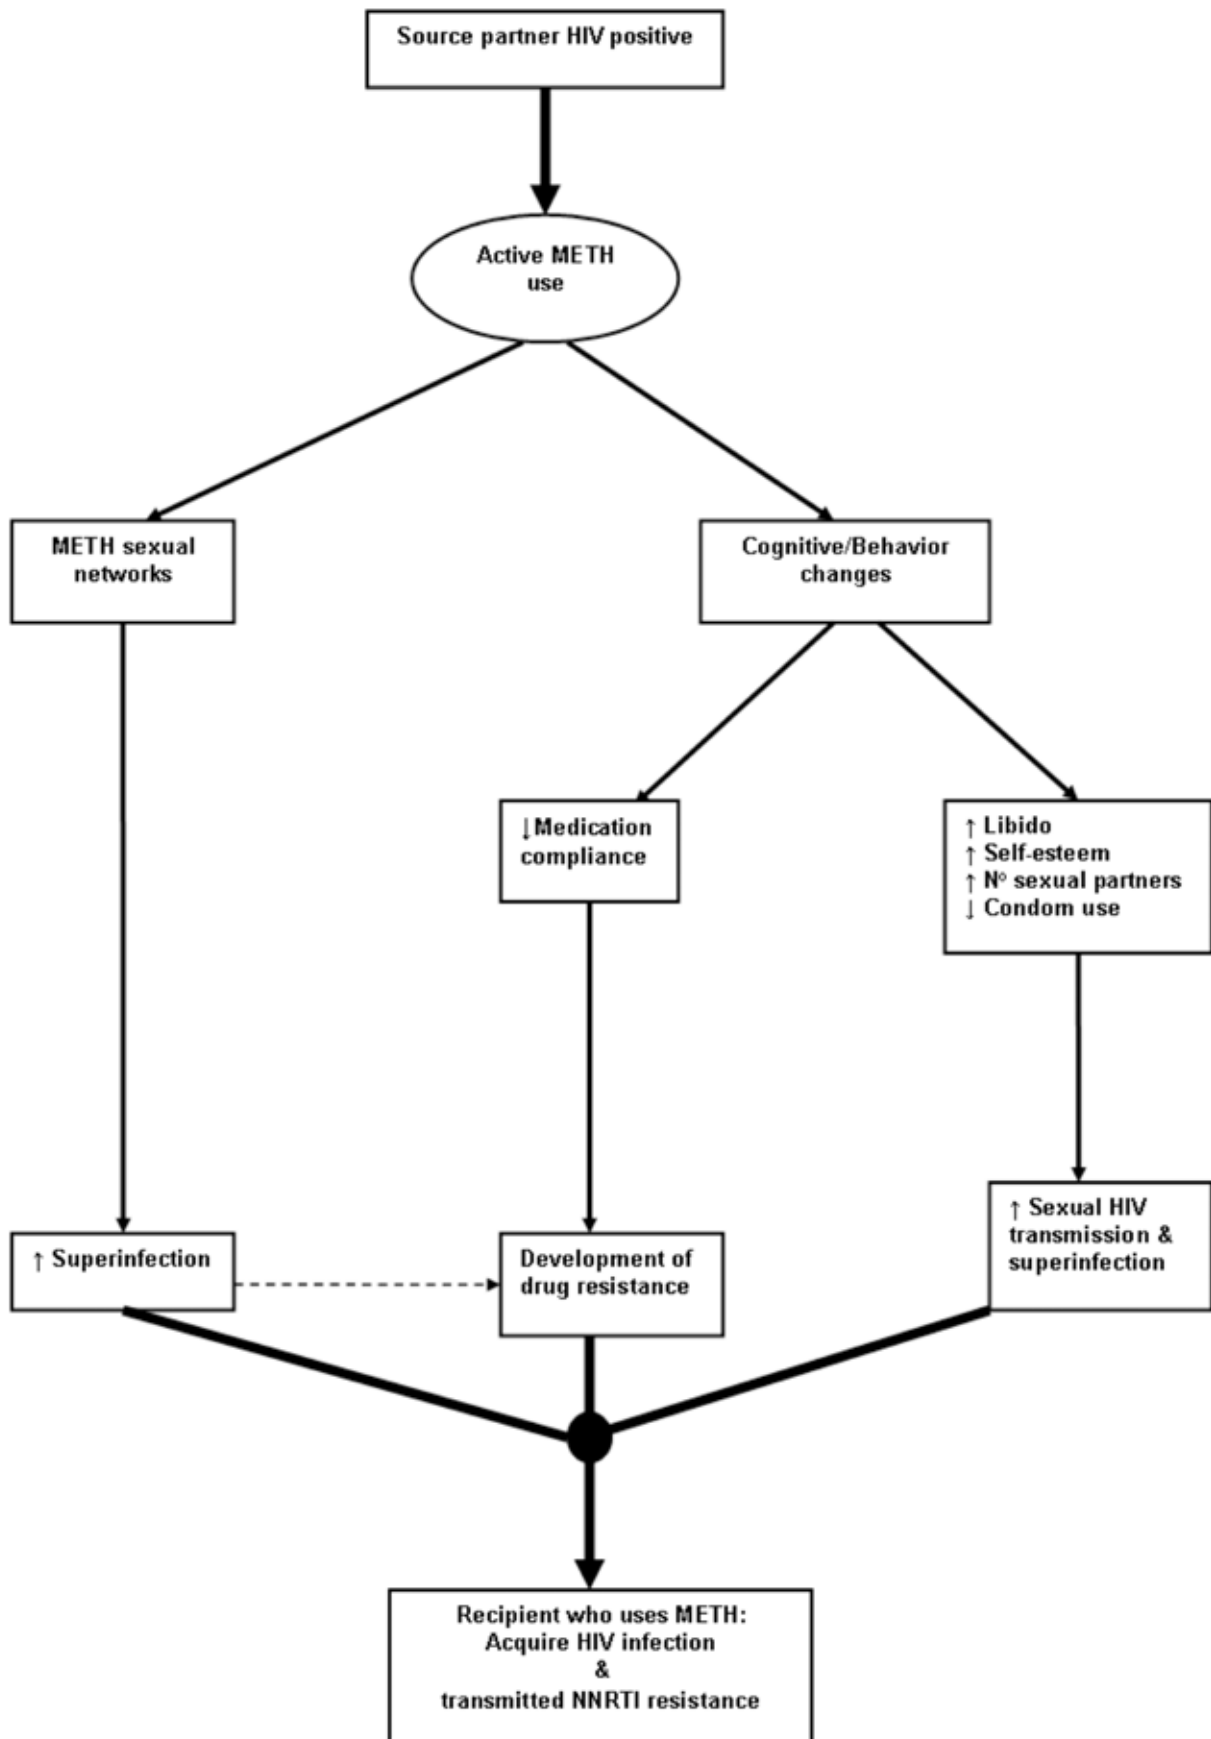 Source partner HIV positive
Active METH
use
METH sexual
networks
Cognitive/Behavior
changes
↓Medication
compliance
↑ Libido
↑ Self-esteem
↑ Nº sexual partners
↓ Condom use
↑ Superinfection
Development of
drug resistance
↑ Sexual HIV
transmission &
superinfection
Recipient who uses METH:
Acquire HIV infection
&
transmitted NNRTI resistance